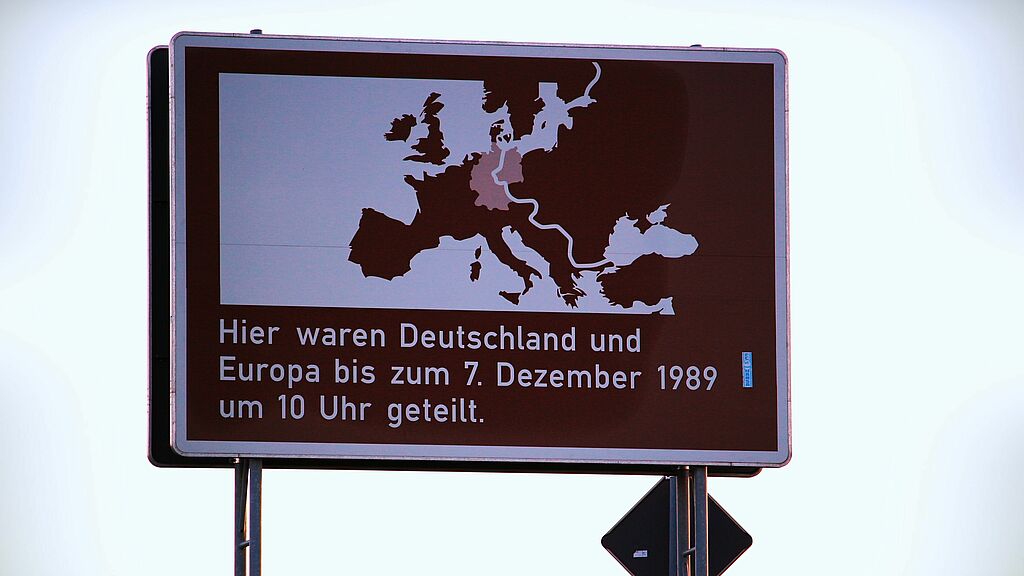 Hier waren Deutschland und
Europa bis zum 7. Dezember 1989
um 10 Uhr geteilt.